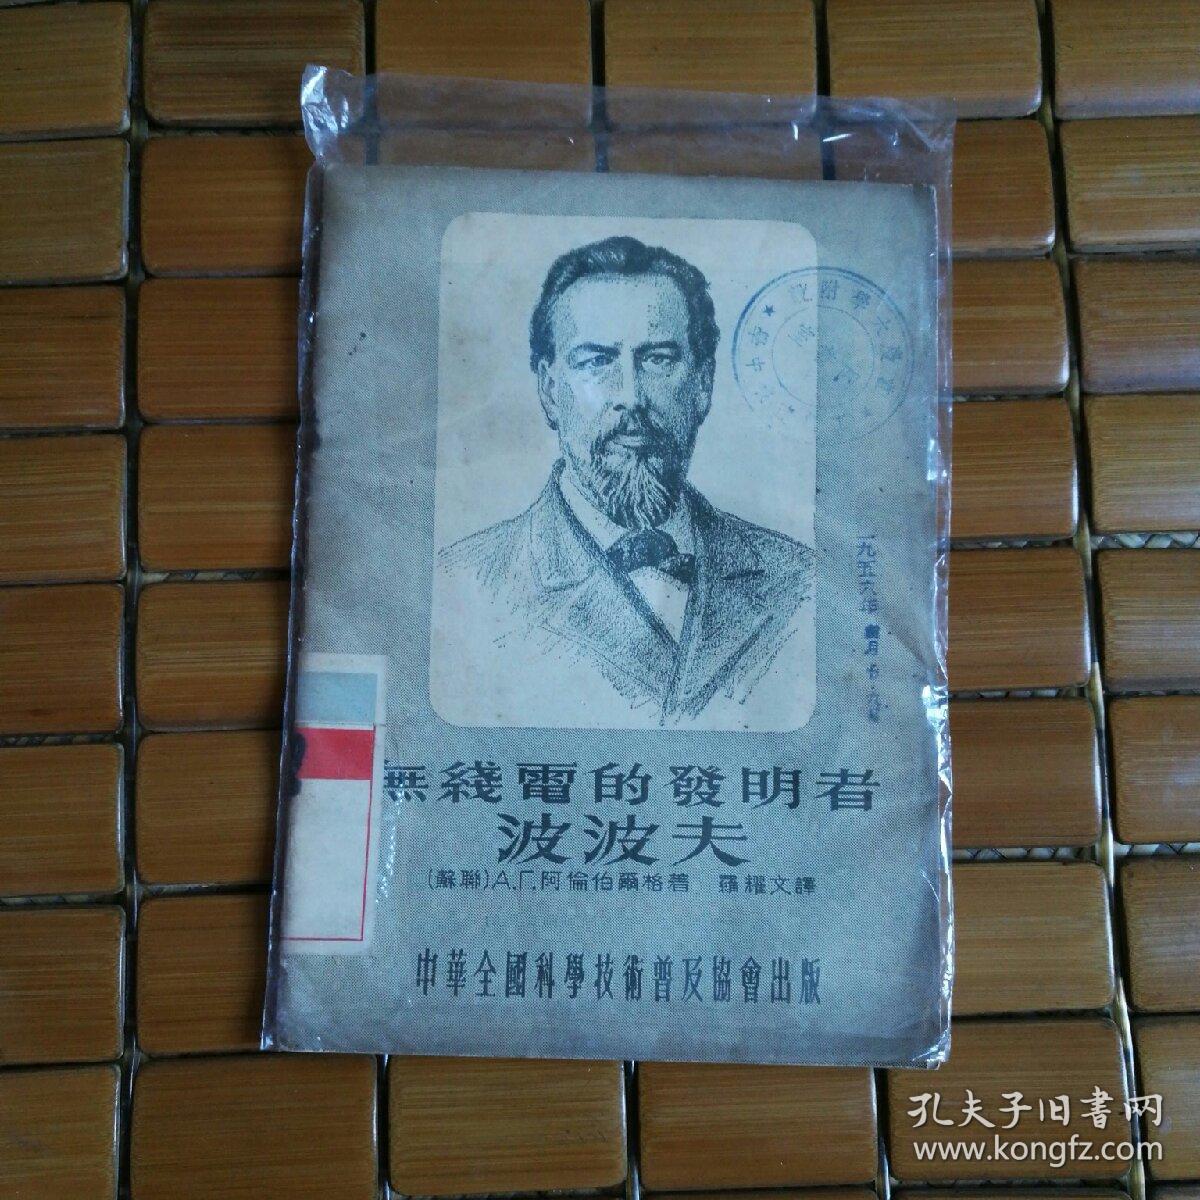 無綫電的發明者
波波夫
(蘇聯)А.Г.阿倫伯爾格著 羅耀文譯
中華全國科學技術普及協會出版
一九五六年
孔夫子旧書网
www.kongfz.com